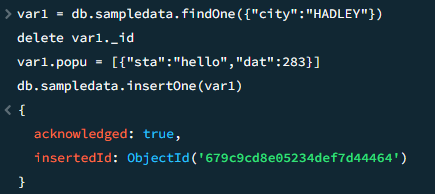 > var1 = db.sampledata.findOne({"city":"HADLEY"})
delete var1._id
var1.popu = [{"sta":"hello","dat":283}]
db.sampledata.insertOne(var1)
< {
acknowledged: true,
insertedId: ObjectId('679c9cd8e05234def7d44464')
}